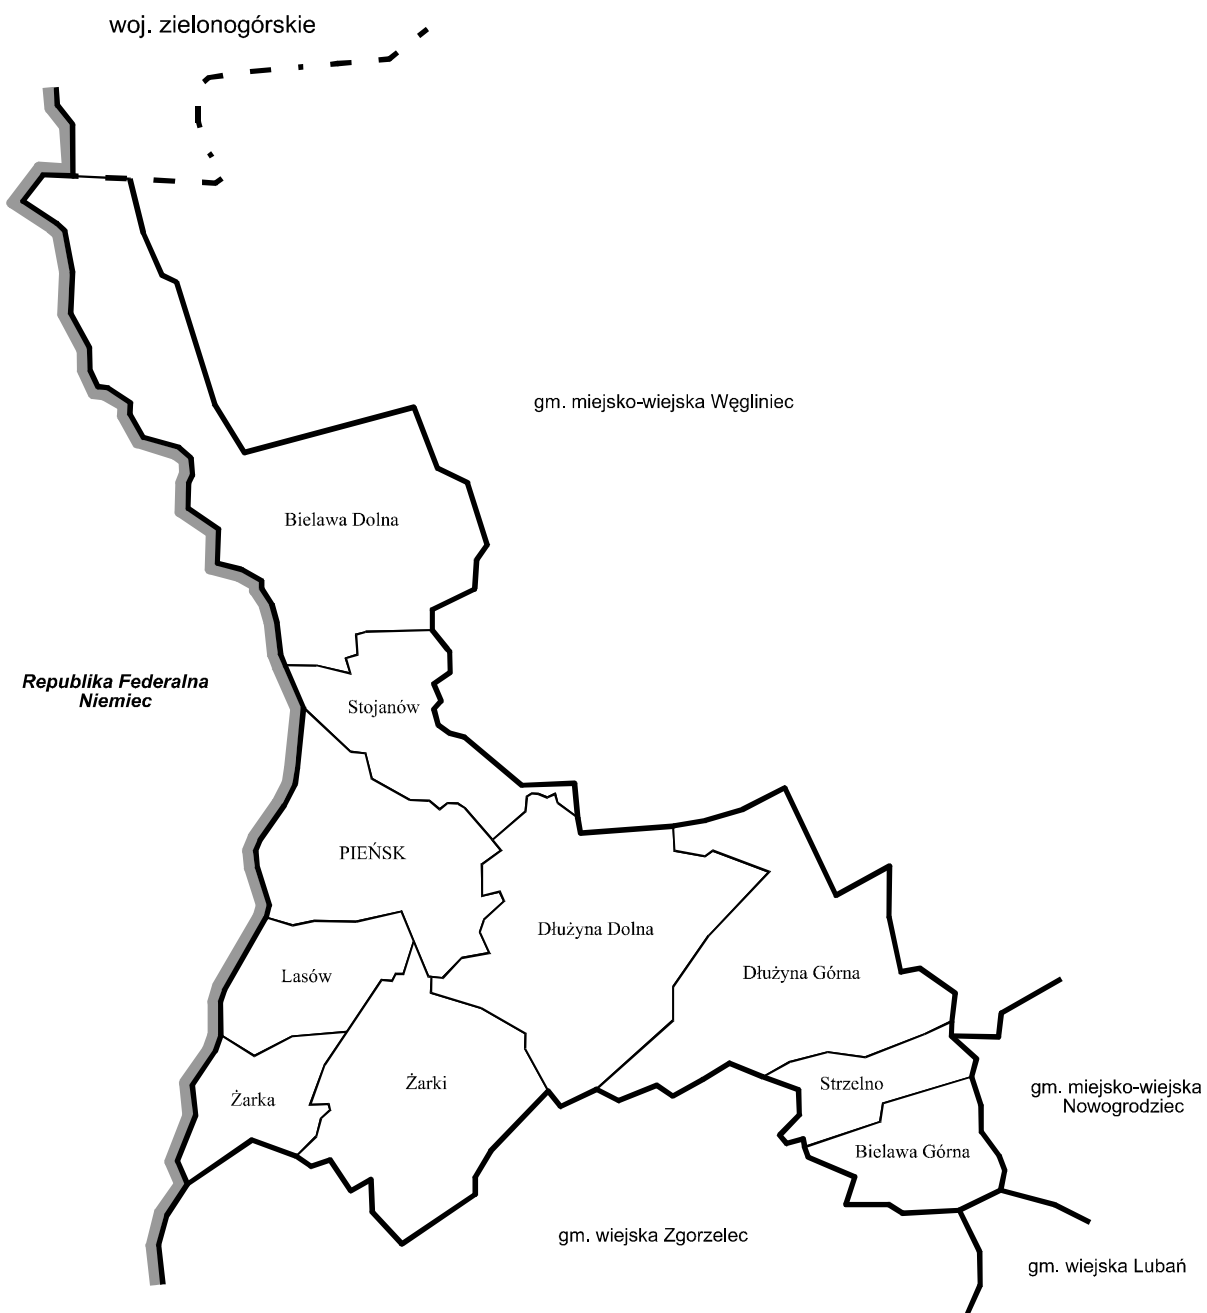 woj. zielonogórskie
gm. miejsko-wiejska Węgliniec
Bielawa Dolna
Republika Federalna
Niemiec
Stojanów
PIEŃSK
Dłużyna Dolna
Lasów
Dłużyna Górna
Żarki
Strzelno
Żarka
gm. miejsko-wiejska
Nowogrodziec
Bielawa Górna
gm. wiejska Zgorzelec
gm. wiejska Lubań